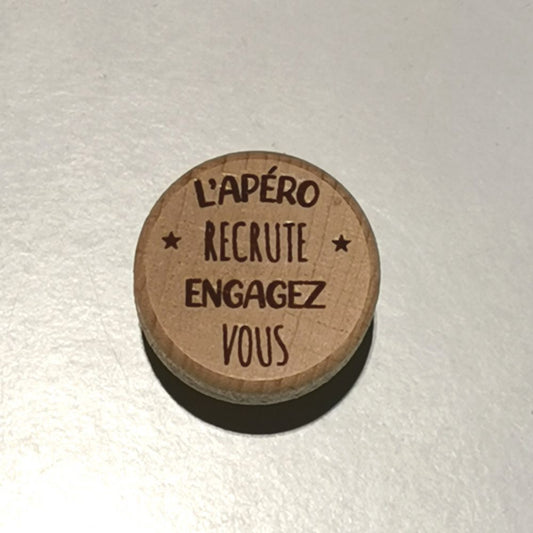 L'APÉRO
RECRUTE
ENGAGEZ
VOUS